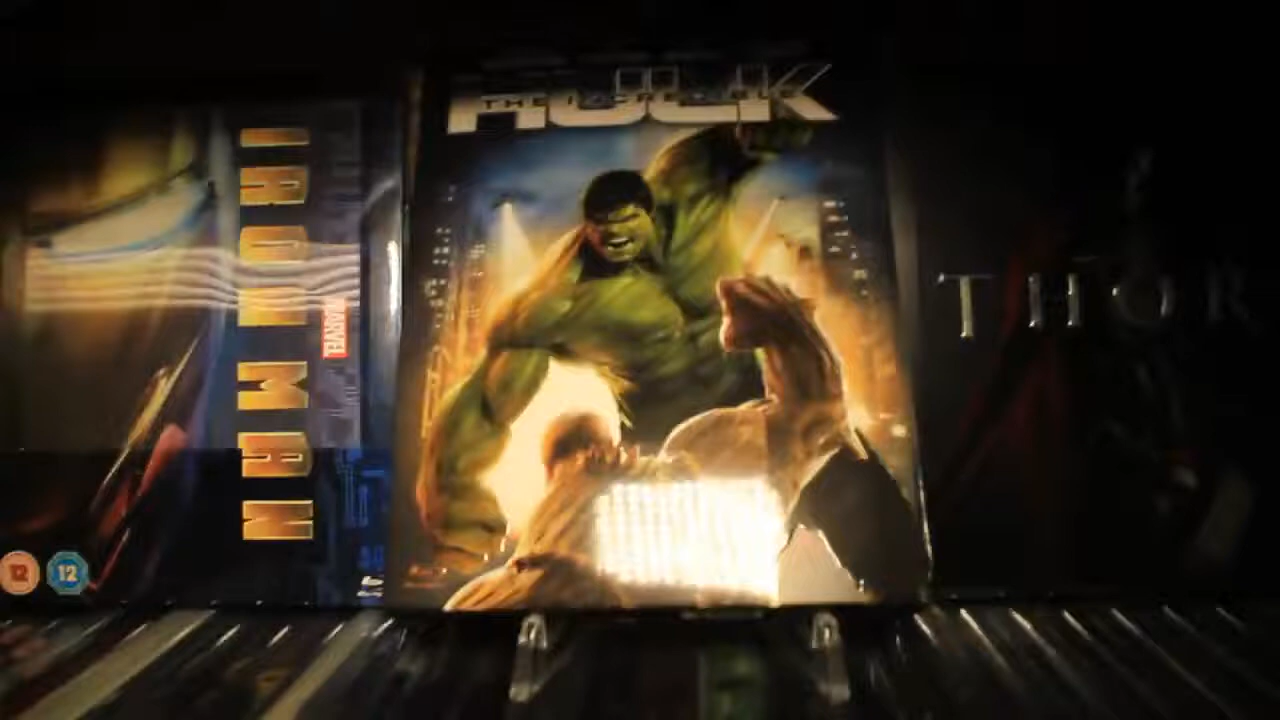 IRON MAN
MARVEL
12
12
THE INCREDIBLE
HULK
THOR